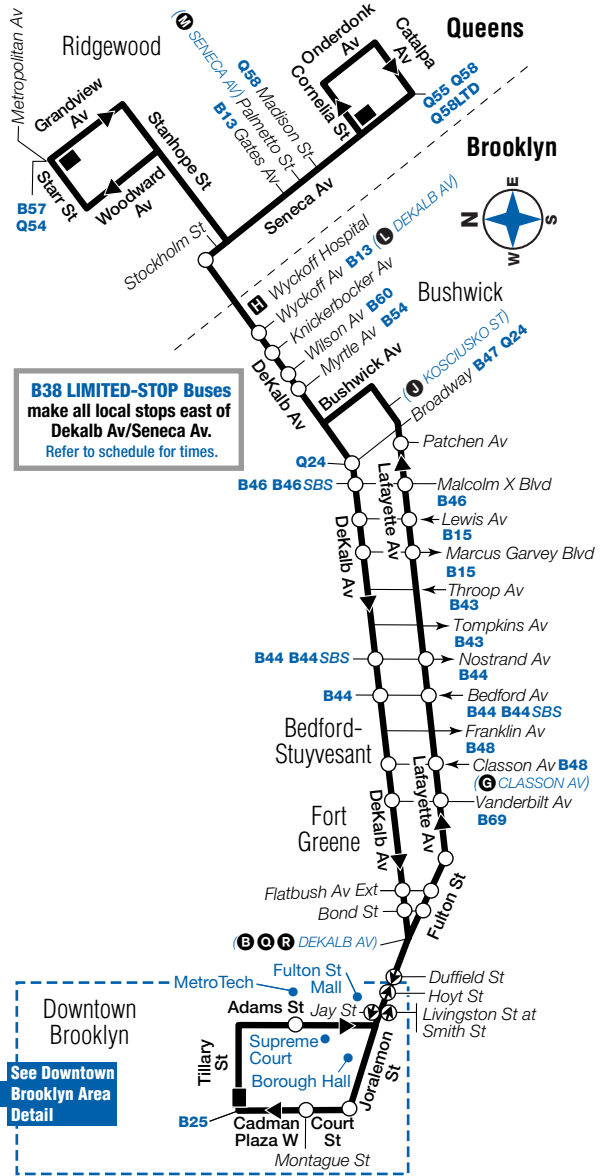 Queens
Ridgewood
Metropolitan Av
Grandview
Av
Stanhope St
Starr St
Woodward
Av
B57
Q54
(M SENECA AV)
Q58 Madison St
Palmetto St
B13 Gates Av
Onderdonk
Av
Catalpa
Av
Cornelia St
Q55 Q58
Q58LTD
Seneca Av
Stockholm St
Brooklyn
N
E
S
W
H Wyckoff Hospital
Wyckoff Av B13 (L DEKALB AV)
Knickerbocker Av
Wilson Av B60
Myrtle Av B54
Bushwick
DeKalb Av
Bushwick Av
(J KOSCIUSKO ST)
Broadway B47 Q24
B38 LIMITED-STOP Buses
make all local stops east of
Dekalb Av/Seneca Av.
Refer to schedule for times.
Patchen Av
Q24
B46 B46SBS
Malcolm X Blvd
B46
Lafayette Av
DeKalb Av
Lewis Av
B15
Marcus Garvey Blvd
B15
Throop Av
B43
Tompkins Av
B43
B44 B44SBS
Nostrand Av
B44
B44
Bedford Av
B44 B44SBS
Bedford-
Stuyvesant
Franklin Av
B48
Classon Av B48
(G CLASSON AV)
Lafayette Av
DeKalb Av
Vanderbilt Av
B69
Fort
Greene
Flatbush Av Ext
Bond St
Fulton St
(B Q R DEKALB AV)
Duffield St
Hoyt St
Livingston St at
Smith St
Fulton St
Mall
MetroTech
Jay St
Downtown
Brooklyn
Adams St
Supreme
Court
Borough Hall
Tillary
St
Joralemon
St
See Downtown
Brooklyn Area
Detail
B25
Cadman
Plaza W
Court
St
Montague St